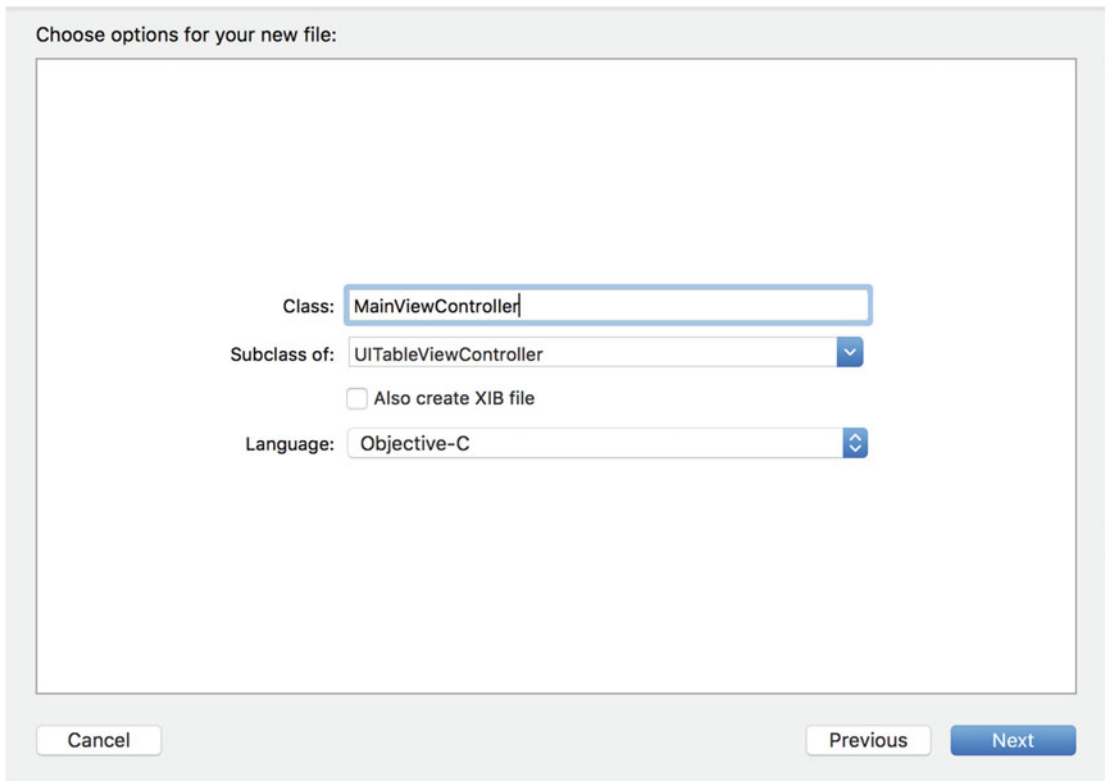 Choose options for your new file:
Class: MainViewController
Subclass of: UITableViewController
Also create XIB file
Language: Objective-C
Cancel Previous Next